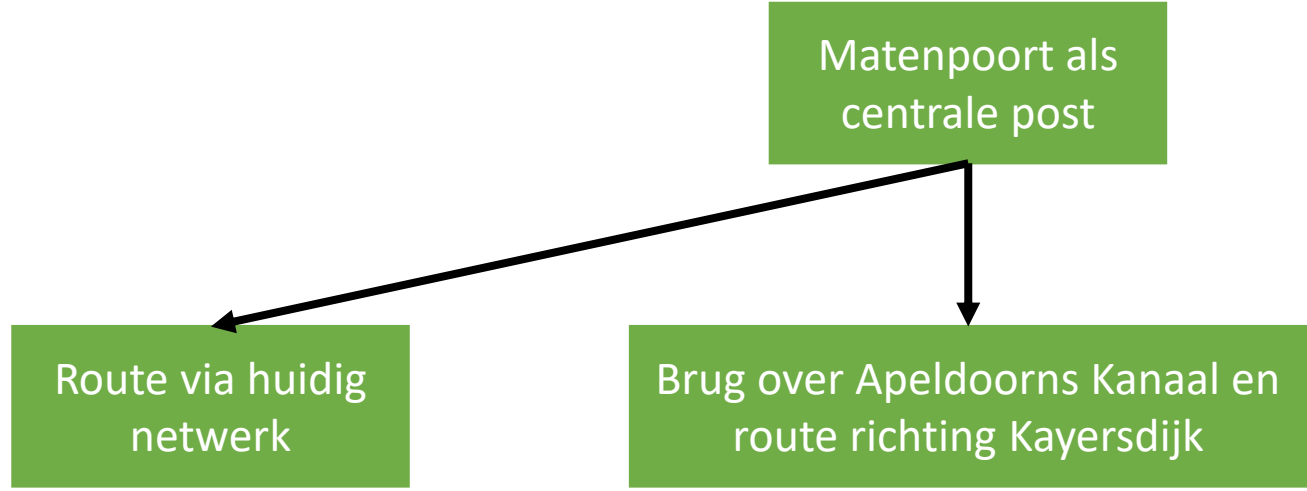 Matenpoort als
centrale post
Route via huidig
netwerk
Brug over Apeldoorns Kanaal en
route richting Kayersdijk